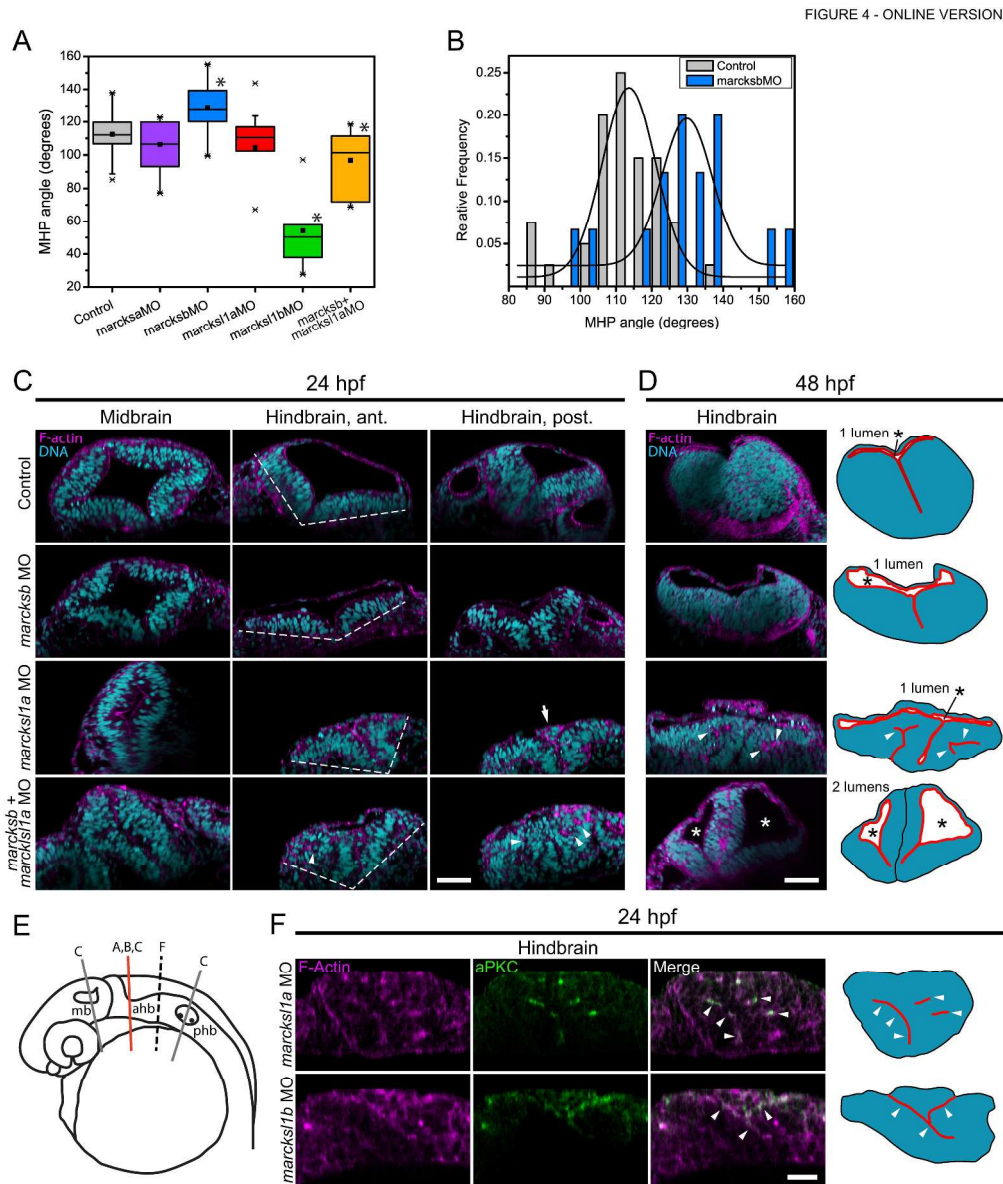 FIGURE 4 - ONLINE VERSION
A
MHP angle (degrees)
160
140
120
100
80
60
40
20
Control
marcksaMO
marcksbMO
marcksl1aMO
marcksl1bMO
marcksb+
marcksl1aMO
*
*
*
B
Control
marcksbMO
Relative Frequency
0.25
0.20
0.15
0.10
0.05
80 90 100 110 120 130 140 150 160
MHP angle (degrees)
C
24 hpf
Midbrain
Hindbrain, ant.
Hindbrain, post.
F-actin
DNA
Control
marcksb MO
marcksl1a MO
marcksb +
marcksl1a MO
D
48 hpf
Hindbrain
F-actin
DNA
1 lumen *
1 lumen
*
1 lumen *
2 lumens
* *
* *
E
C
A,B,C
F
C
mb
ahb
phb
F
24 hpf
Hindbrain
F-Actin
aPKC
Merge
marcksl1a MO
marcksl1b MO